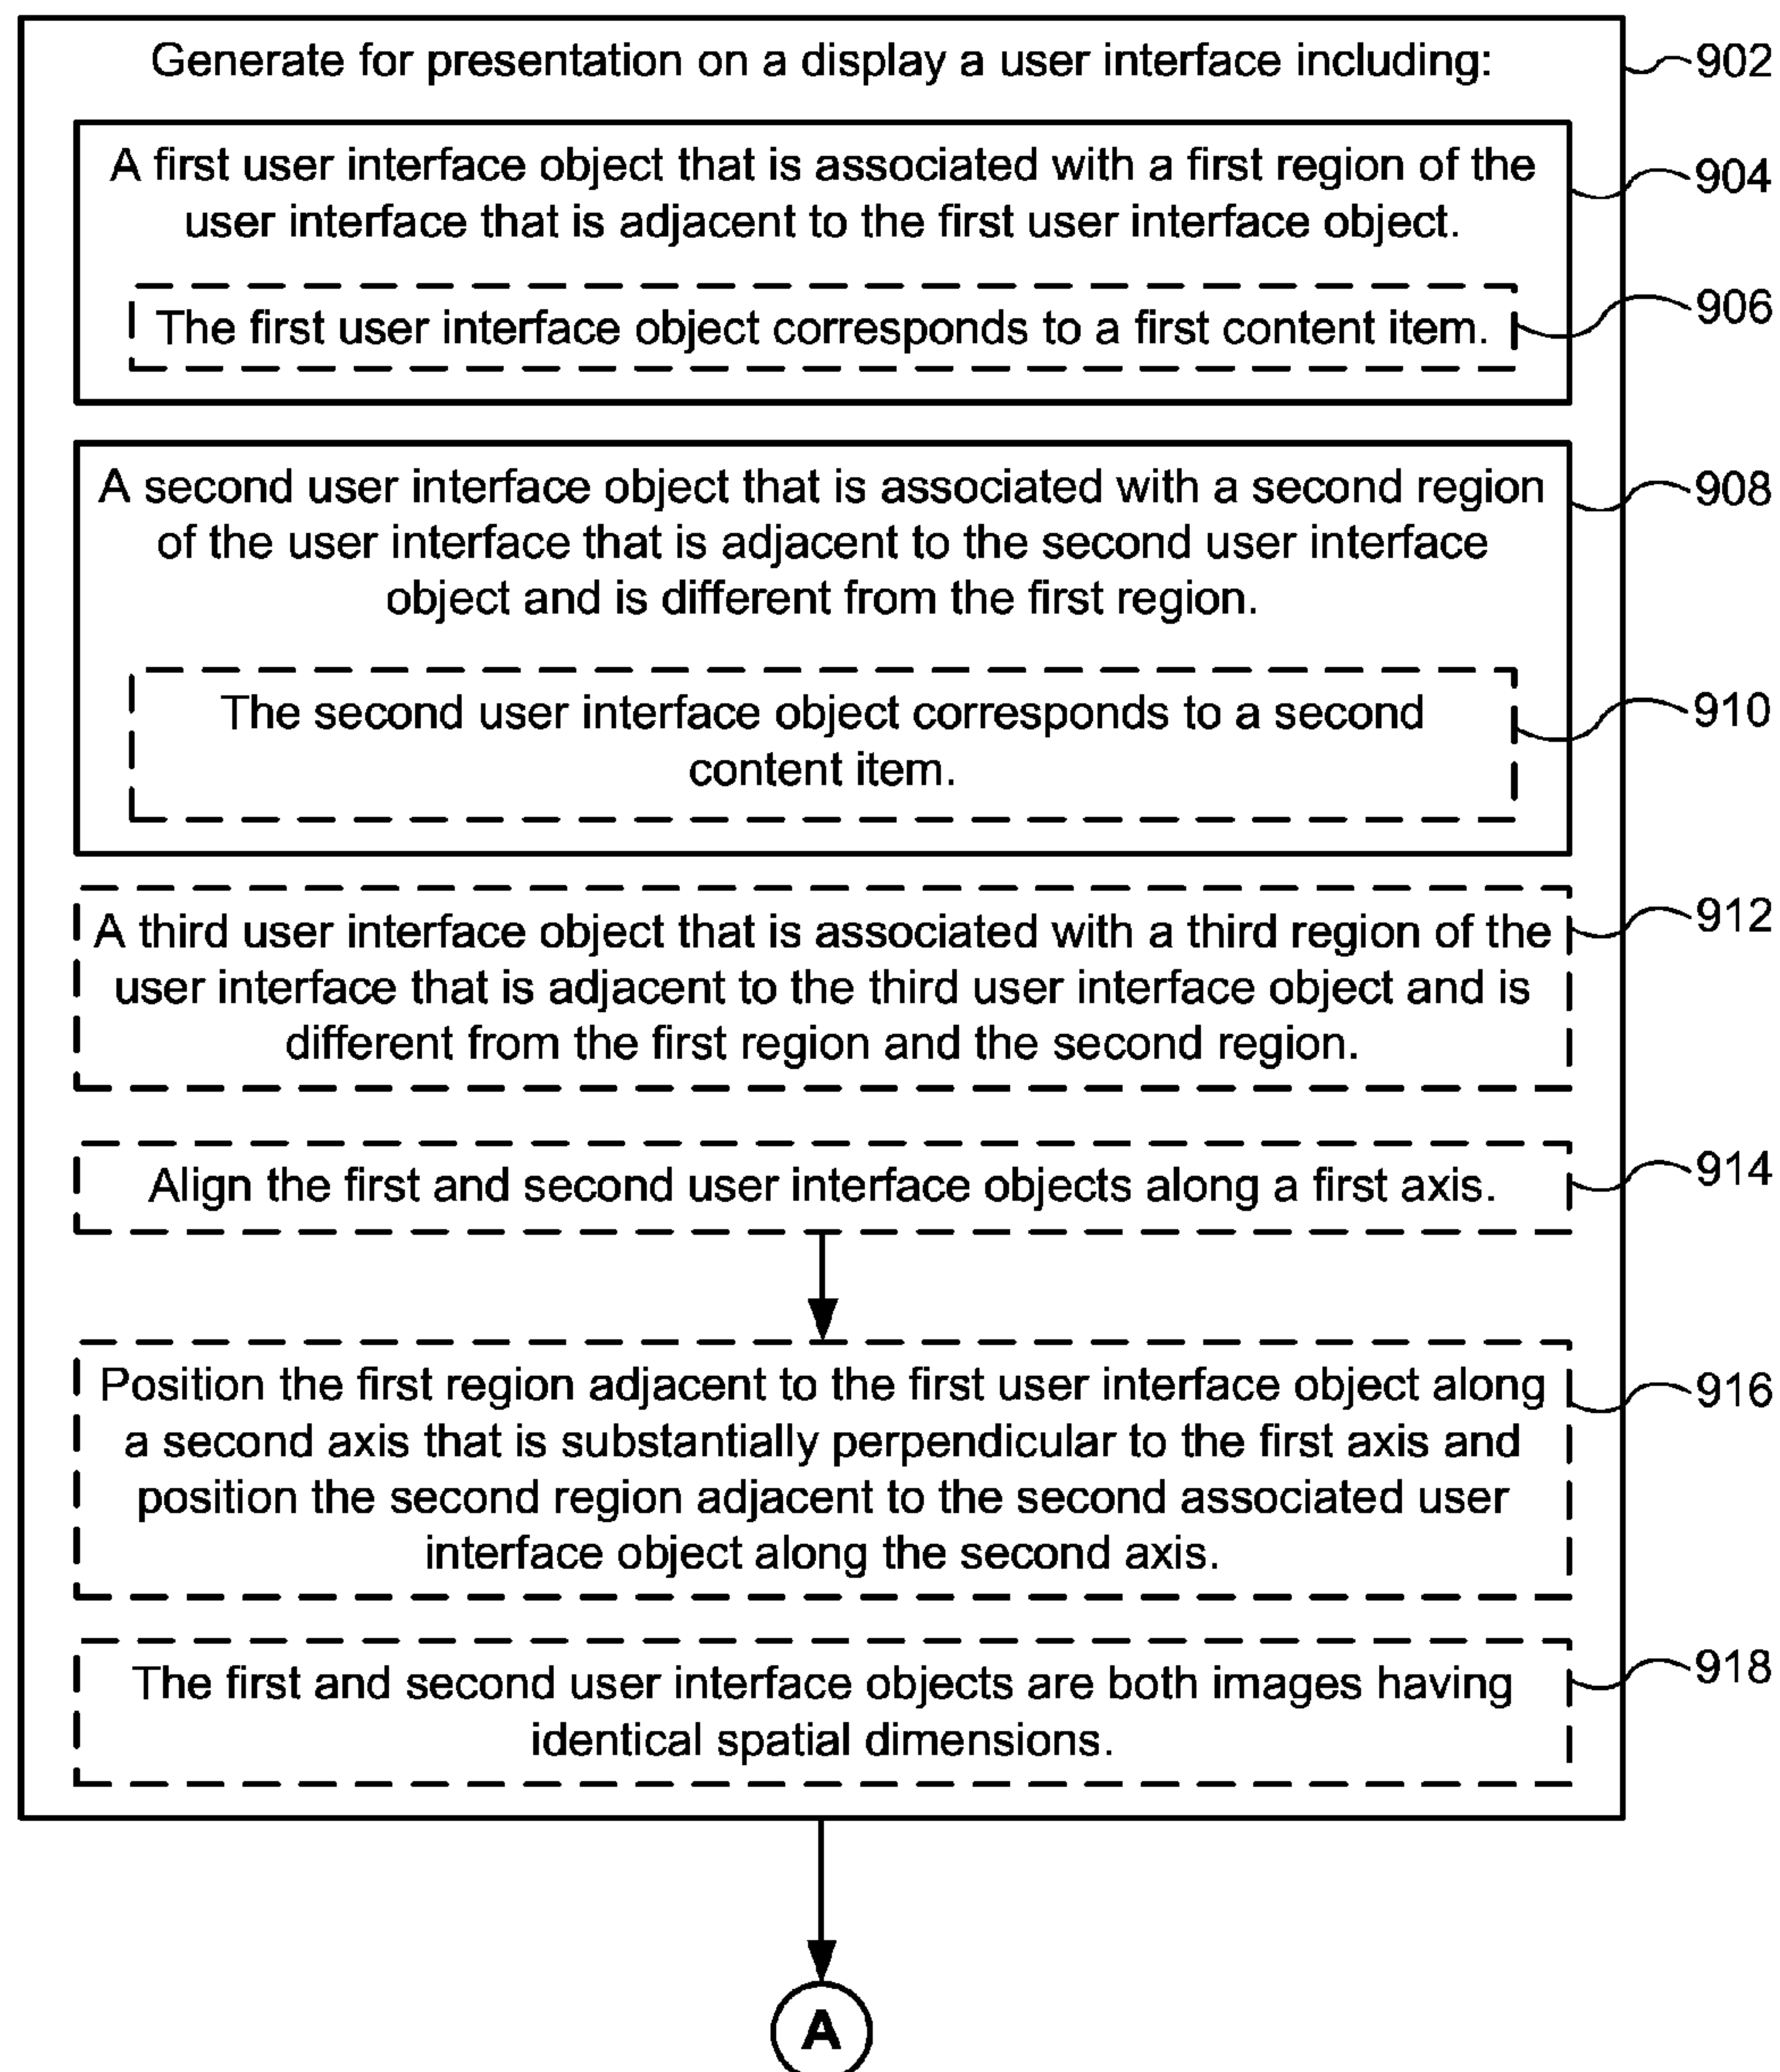 Generate for presentation on a display a user interface including:
902
A first user interface object that is associated with a first region of the
user interface that is adjacent to the first user interface object.
904
The first user interface object corresponds to a first content item.
906
A second user interface object that is associated with a second region
of the user interface that is adjacent to the second user interface
object and is different from the first region.
908
The second user interface object corresponds to a second
content item.
910
A third user interface object that is associated with a third region of the
user interface that is adjacent to the third user interface object and is
different from the first region and the second region.
912
Align the first and second user interface objects along a first axis.
914
Position the first region adjacent to the first user interface object along
a second axis that is substantially perpendicular to the first axis and
position the second region adjacent to the second associated user
interface object along the second axis.
916
The first and second user interface objects are both images having
identical spatial dimensions.
918
A